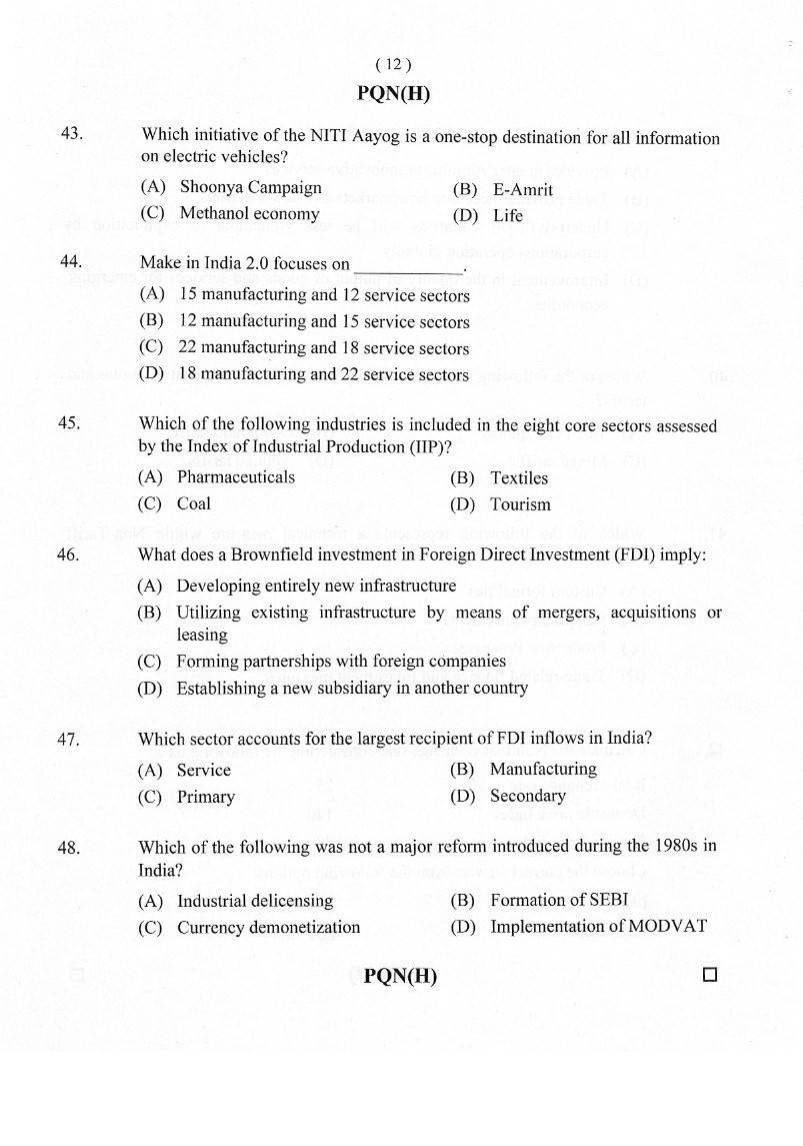 ( 12 )
PQN(H)
43. Which initiative of the NITI Aayog is a one-stop destination for all information
on electric vehicles?
(A) Shoonya Campaign (B) E-Amrit
(C) Methanol economy (D) Life
44. Make in India 2.0 focuses on ____________.
(A) 15 manufacturing and 12 service sectors
(B) 12 manufacturing and 15 service sectors
(C) 22 manufacturing and 18 service sectors
(D) 18 manufacturing and 22 service sectors
45. Which of the following industries is included in the eight core sectors assessed
by the Index of Industrial Production (IIP)?
(A) Pharmaceuticals (B) Textiles
(C) Coal (D) Tourism
46. What does a Brownfield investment in Foreign Direct Investment (FDI) imply:
(A) Developing entirely new infrastructure
(B) Utilizing existing infrastructure by means of mergers, acquisitions or
leasing
(C) Forming partnerships with foreign companies
(D) Establishing a new subsidiary in another country
47. Which sector accounts for the largest recipient of FDI inflows in India?
(A) Service (B) Manufacturing
(C) Primary (D) Secondary
48. Which of the following was not a major reform introduced during the 1980s in
India?
(A) Industrial delicensing (B) Formation of SEBI
(C) Currency demonetization (D) Implementation of MODVAT
PQN(H)